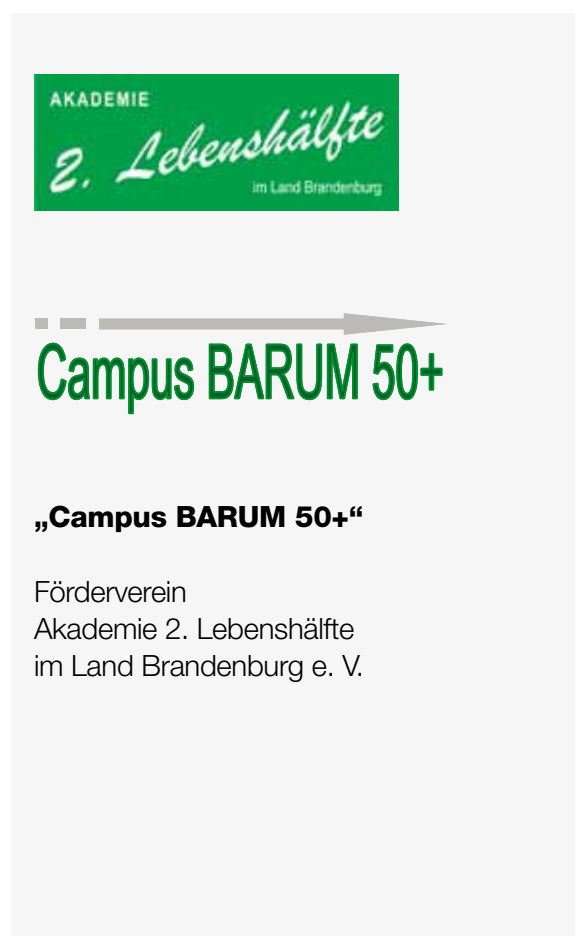 AKADEMIE
2. Lebenshälfte
im Land Brandenburg
Campus BARUM 50+
„Campus BARUM 50+“
Förderverein
Akademie 2. Lebenshälfte
im Land Brandenburg e. V.